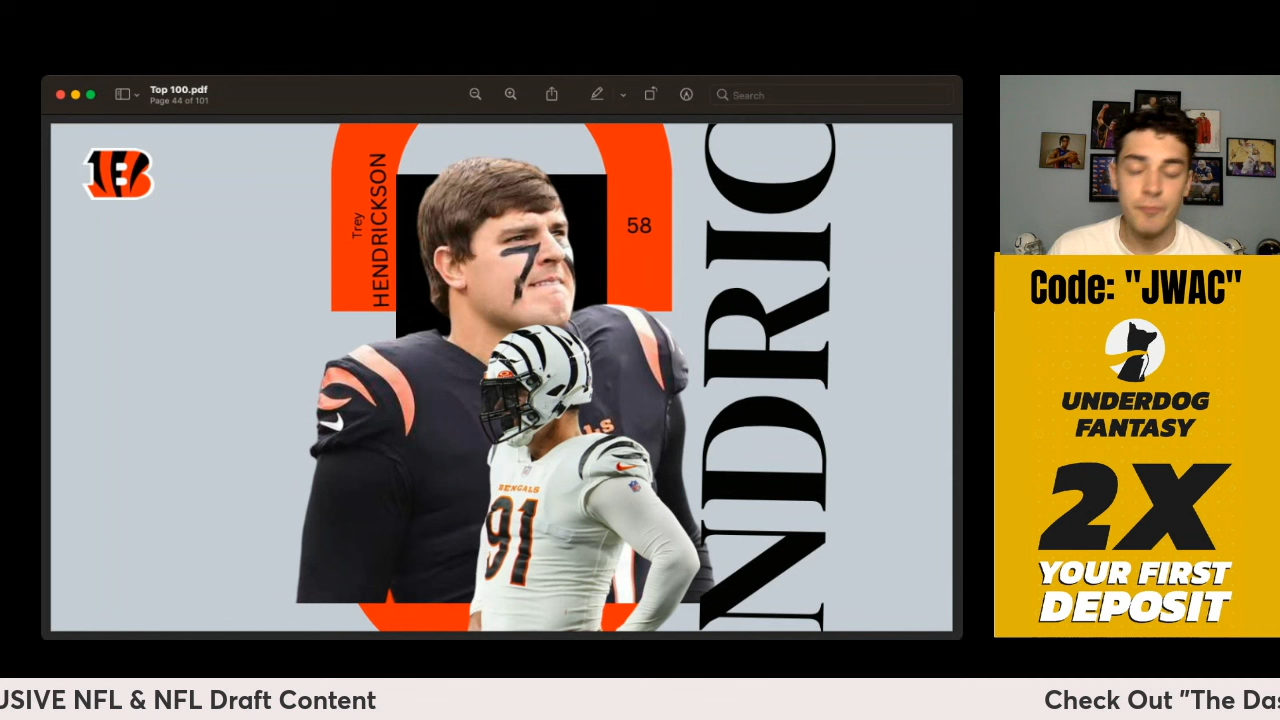 Top 100.pdf
Page 44 of 101
Search
Trey
HENDRICKSON
58
NDRIC
BENGALS
91
LS
Code: "JWAC"
UNDERDOG
FANTASY
2X
YOUR FIRST
DEPOSIT
USIVE NFL & NFL Draft Content
Check Out "The Das